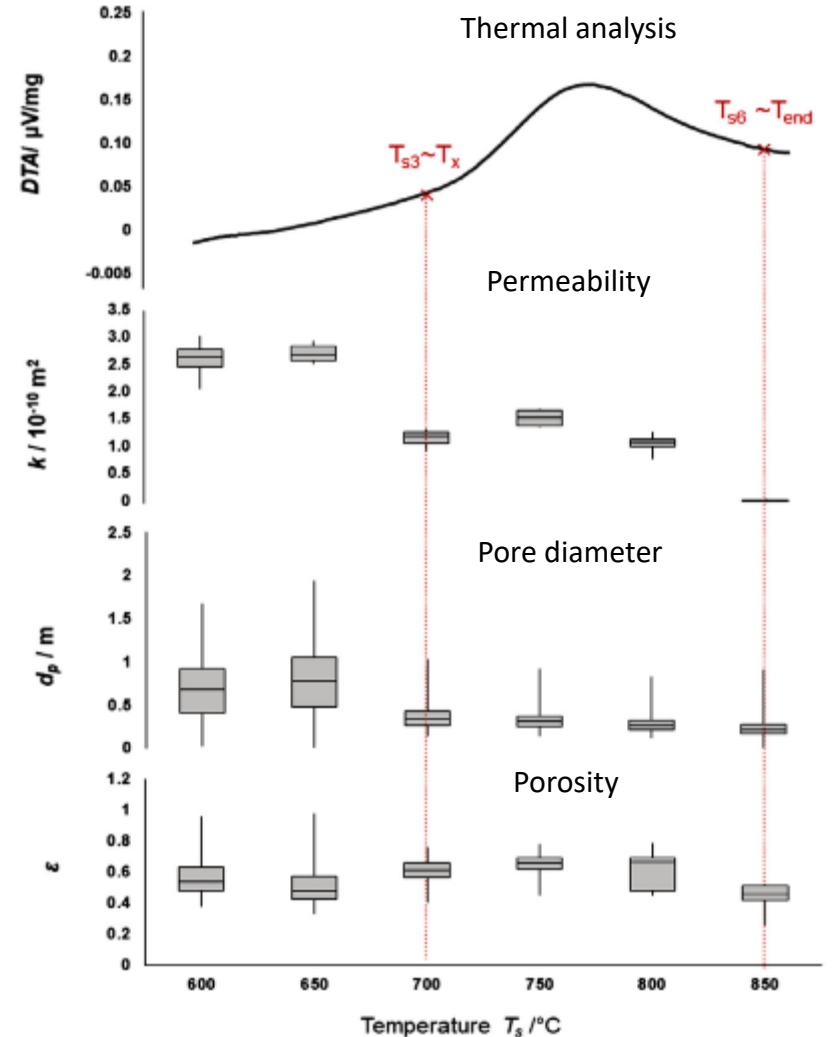 Thermal analysis
DTA/ µV/mg
0.25
0.2
0.15
0.10
0.05
0
-0.005
Ts3~Tx
Ts6 ~Tend
Permeability
k / 10-10 m2
3.5
3.0
2.5
2.0
1.5
1.0
0.5
0
Pore diameter
dp / m
2.5
2
1.5
1
0.5
0
Porosity
ε
1.2
1
0.8
0.6
0.4
0.2
0
600 650 700 750 800 850
Temperature Ts /°C